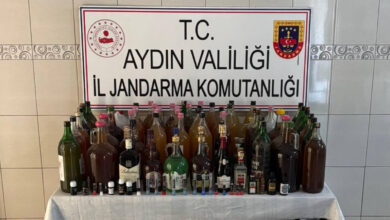 T.C.
AYDIN VALİLİĞİ
İL JANDARMA KOMUTANLIĞI